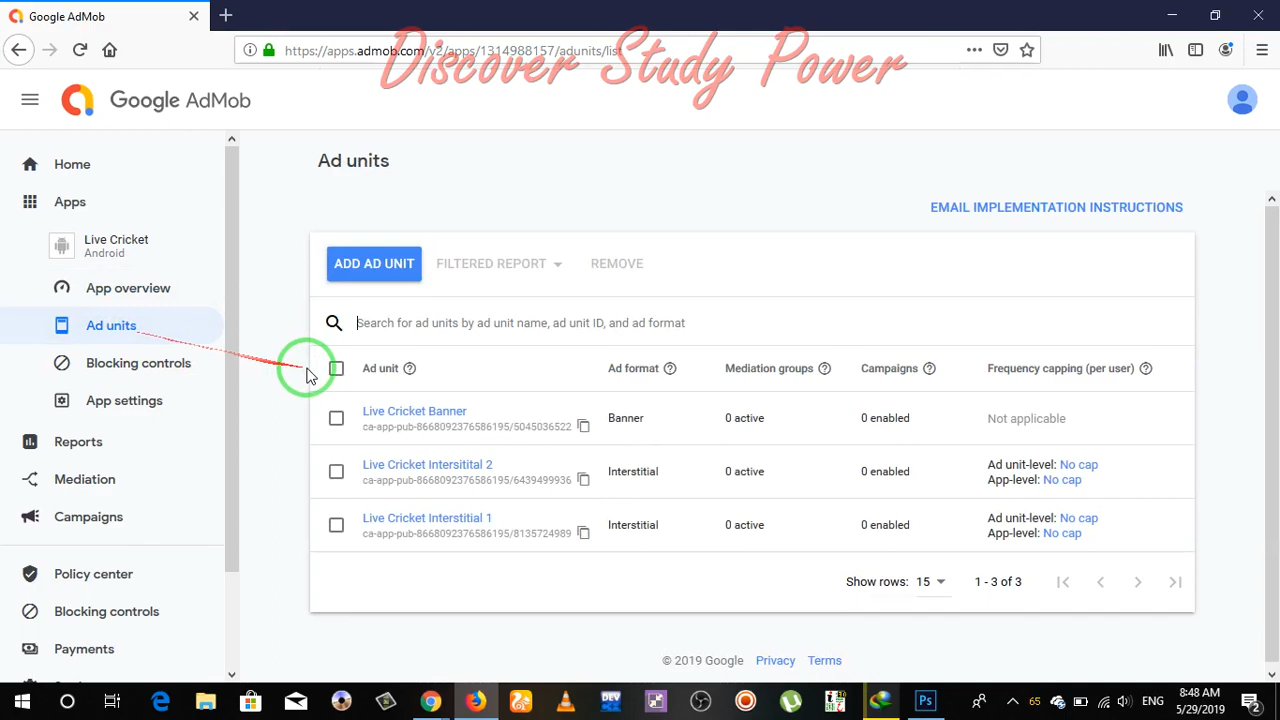 Google AdMob
https://apps.admob.com/v2/apps/1314988157/adunits/list
Discover Study Power
Google AdMob
Home
Apps
Live Cricket
Android
App overview
Ad units
Blocking controls
App settings
Reports
Mediation
Campaigns
Policy center
Blocking controls
Payments
Ad units
EMAIL IMPLEMENTATION INSTRUCTIONS
ADD AD UNIT FILTERED REPORT REMOVE
Search for ad units by ad unit name, ad unit ID, and ad format
Ad unit Ad format Mediation groups Campaigns Frequency capping (per user)
Live Cricket Banner
ca-app-pub-8668092376586195/5045036522
Banner 0 active 0 enabled Not applicable
Live Cricket Intersitital 2
ca-app-pub-8668092376586195/6439499936
Interstitial 0 active 0 enabled
Ad unit-level: No cap
App-level: No cap
Live Cricket Interstitial 1
ca-app-pub-8668092376586195/8135724989
Interstitial 0 active 0 enabled
Ad unit-level: No cap
App-level: No cap
Show rows: 15 1 - 3 of 3
© 2019 Google Privacy Terms
DEV
Ps
65
ENG
8:48 AM
5/29/2019
2